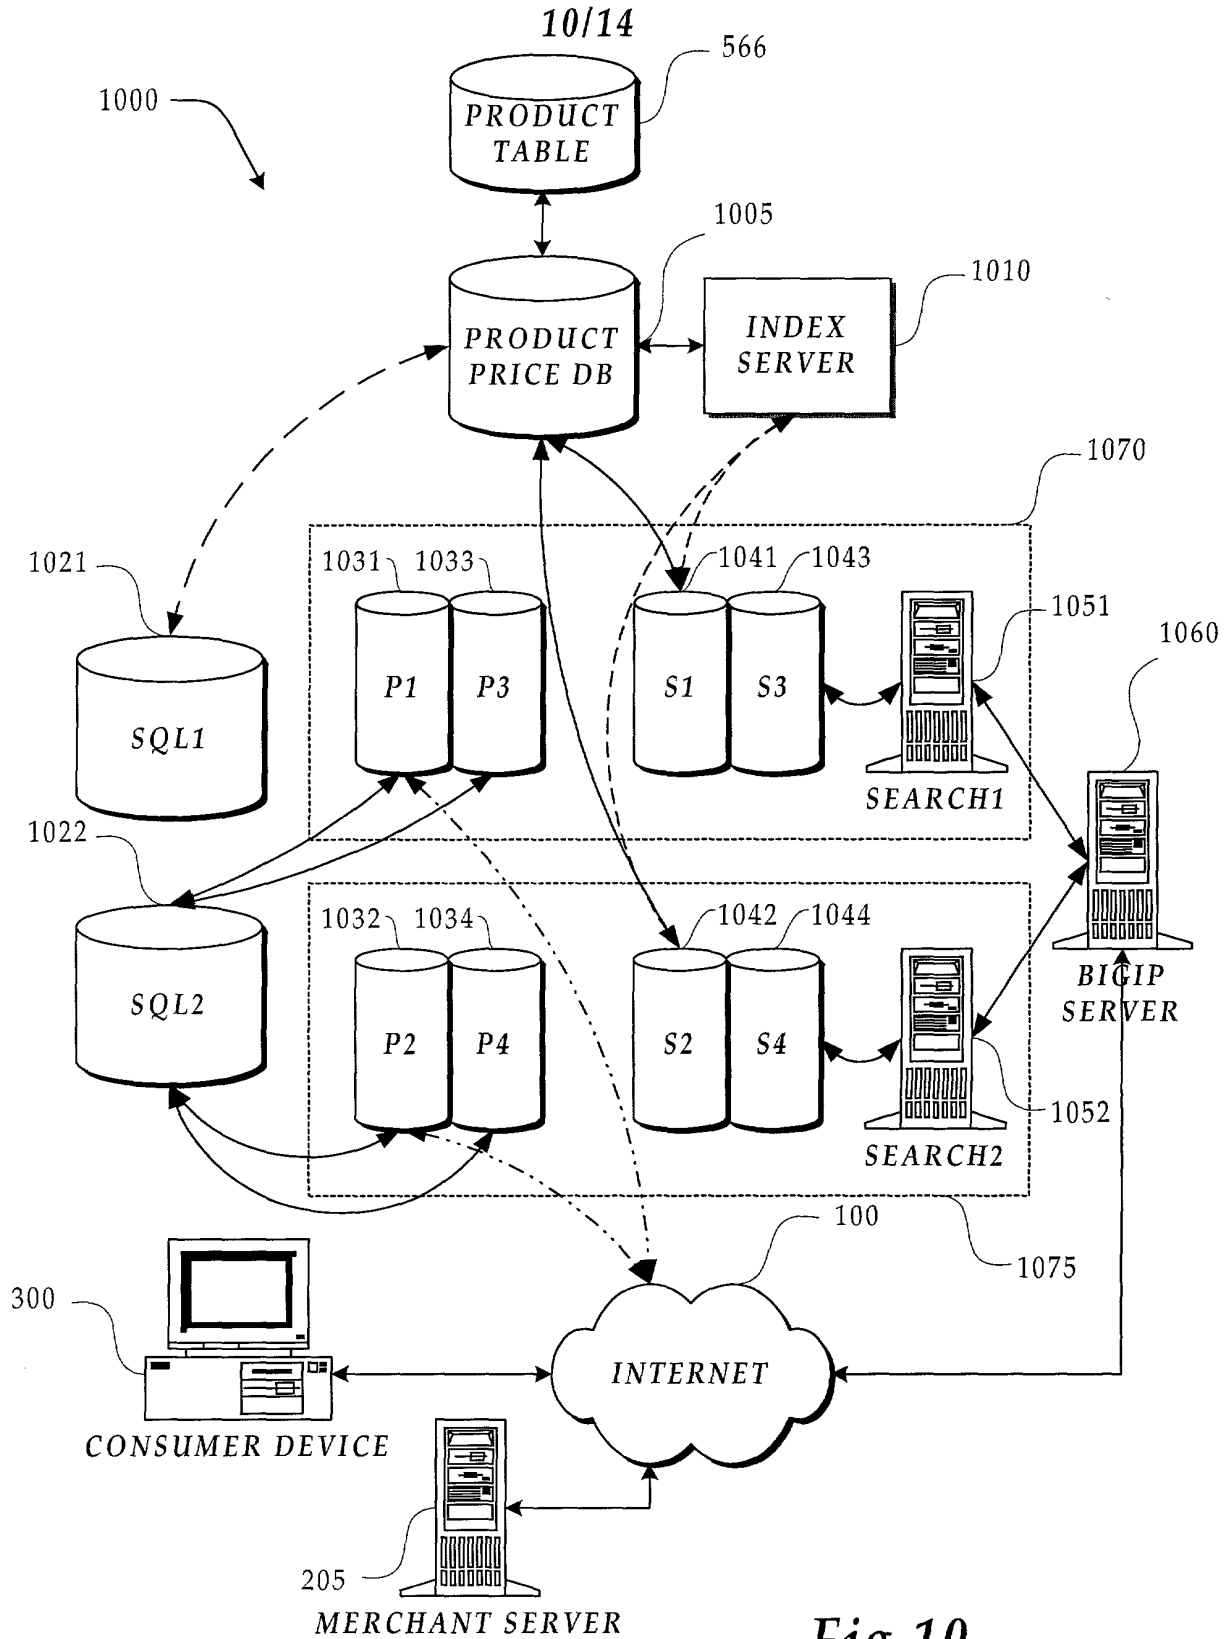 10/14
566
1000
PRODUCT
TABLE
1005
1010
INDEX
SERVER
PRODUCT
PRICE DB
1070
1021
1031
1033
1041
1043
1051
1060
P1
P3
S1
S3
SQL1
SEARCH1
1022
1032
1034
1042
1044
BIGIP
SERVER
SQL2
P2
P4
S2
S4
1052
SEARCH2
100
1075
300
INTERNET
CONSUMER DEVICE
205
MERCHANT SERVER
Fig.10